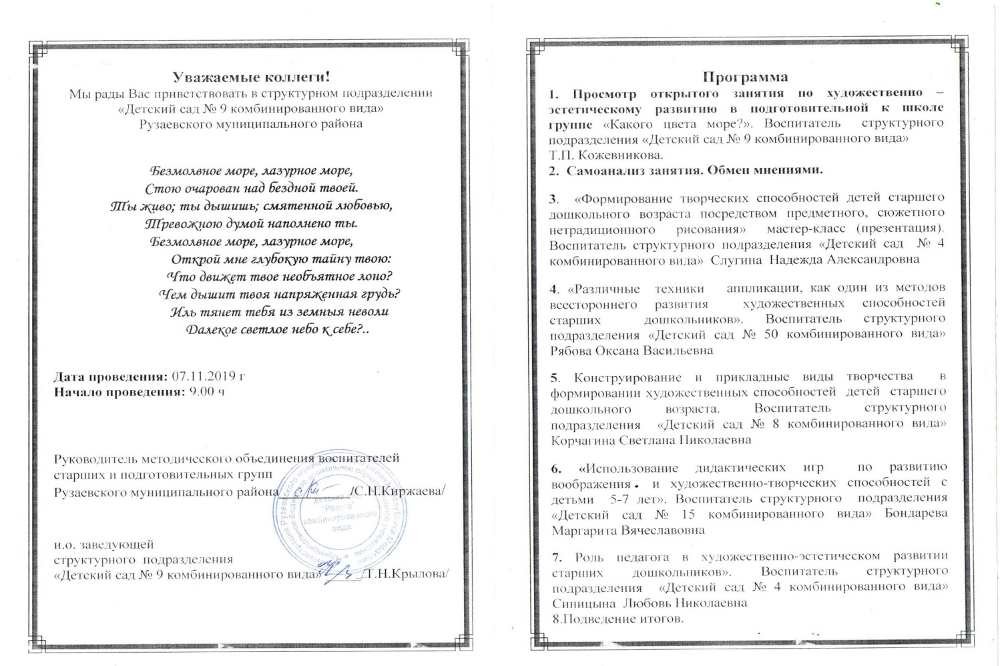 Уважаемые коллеги!
Мы рады Вас приветствовать в структурном подразделении
«Детский сад № 9 комбинированного вида»
Рузаевского муниципального района
Безмолвное море, лазурное море,
Стою очарован над бездной твоей.
Ты живо; ты дышишь; смятенной любовью,
Тревожною думой наполнено ты.
Безмолвное море, лазурное море,
Открой мне глубокую тайну твою:
Что движет твое необъятное лоно?
Чем дышит твоя напряженная грудь?
Иль тянет тебя из земныя неволи
Далекое светлое небо к себе?..
Дата проведения: 07.11.2019 г
Начало проведения: 9.00 ч
Руководитель методического объединения воспитателей
старших и подготовительных групп
Рузаевского муниципального района /С.Н.Киржаева/
детский сад
"Радуга"
комбинированного
вида
и.о. заведующей
структурного подразделения
«Детский сад № 9 комбинированного вида» /Т.Н.Крылова/
Программа
1. Просмотр открытого занятия по художественно –
эстетическому развитию в подготовительной к школе
группе «Какого цвета море?». Воспитатель структурного
подразделения «Детский сад № 9 комбинированного вида»
Т.П. Кожевникова.
2. Самоанализ занятия. Обмен мнениями.
3. «Формирование творческих способностей детей старшего
дошкольного возраста посредством предметного, сюжетного
нетрадиционного рисования» мастер-класс (презентация).
Воспитатель структурного подразделения «Детский сад № 4
комбинированного вида» Слугина Надежда Александровна
4. «Различные техники аппликации, как один из методов
всестороннего развития художественных способностей
старших дошкольников». Воспитатель структурного
подразделения «Детский сад № 50 комбинированного вида»
Рябова Оксана Васильевна
5. Конструирование и прикладные виды творчества в
формировании художественных способностей детей старшего
дошкольного возраста. Воспитатель структурного
подразделения «Детский сад № 8 комбинированного вида»
Корчагина Светлана Николаевна
6. «Использование дидактических игр по развитию
воображения. и художественно-творческих способностей с
детьми 5-7 лет». Воспитатель структурного подразделения
«Детский сад № 15 комбинированного вида» Бондарева
Маргарита Вячеславовна
7. Роль педагога в художественно-эстетическом развитии
старших дошкольников». Воспитатель структурного
подразделения «Детский сад № 4 комбинированного вида»
Синицына Любовь Николаевна
8.Подведение итогов.